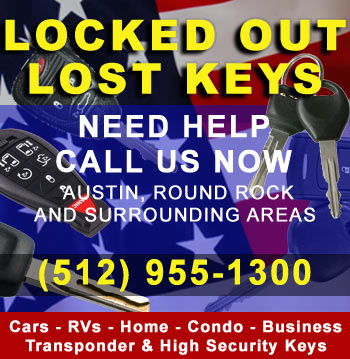 LOCKED OUT
LOST KEYS
NEED HELP
CALL US NOW
AUSTIN, ROUND ROCK
AND SURROUNDING AREAS
(512) 955-1300
Cars - RVs - Home - Condo - Business
Transponder & High Security Keys